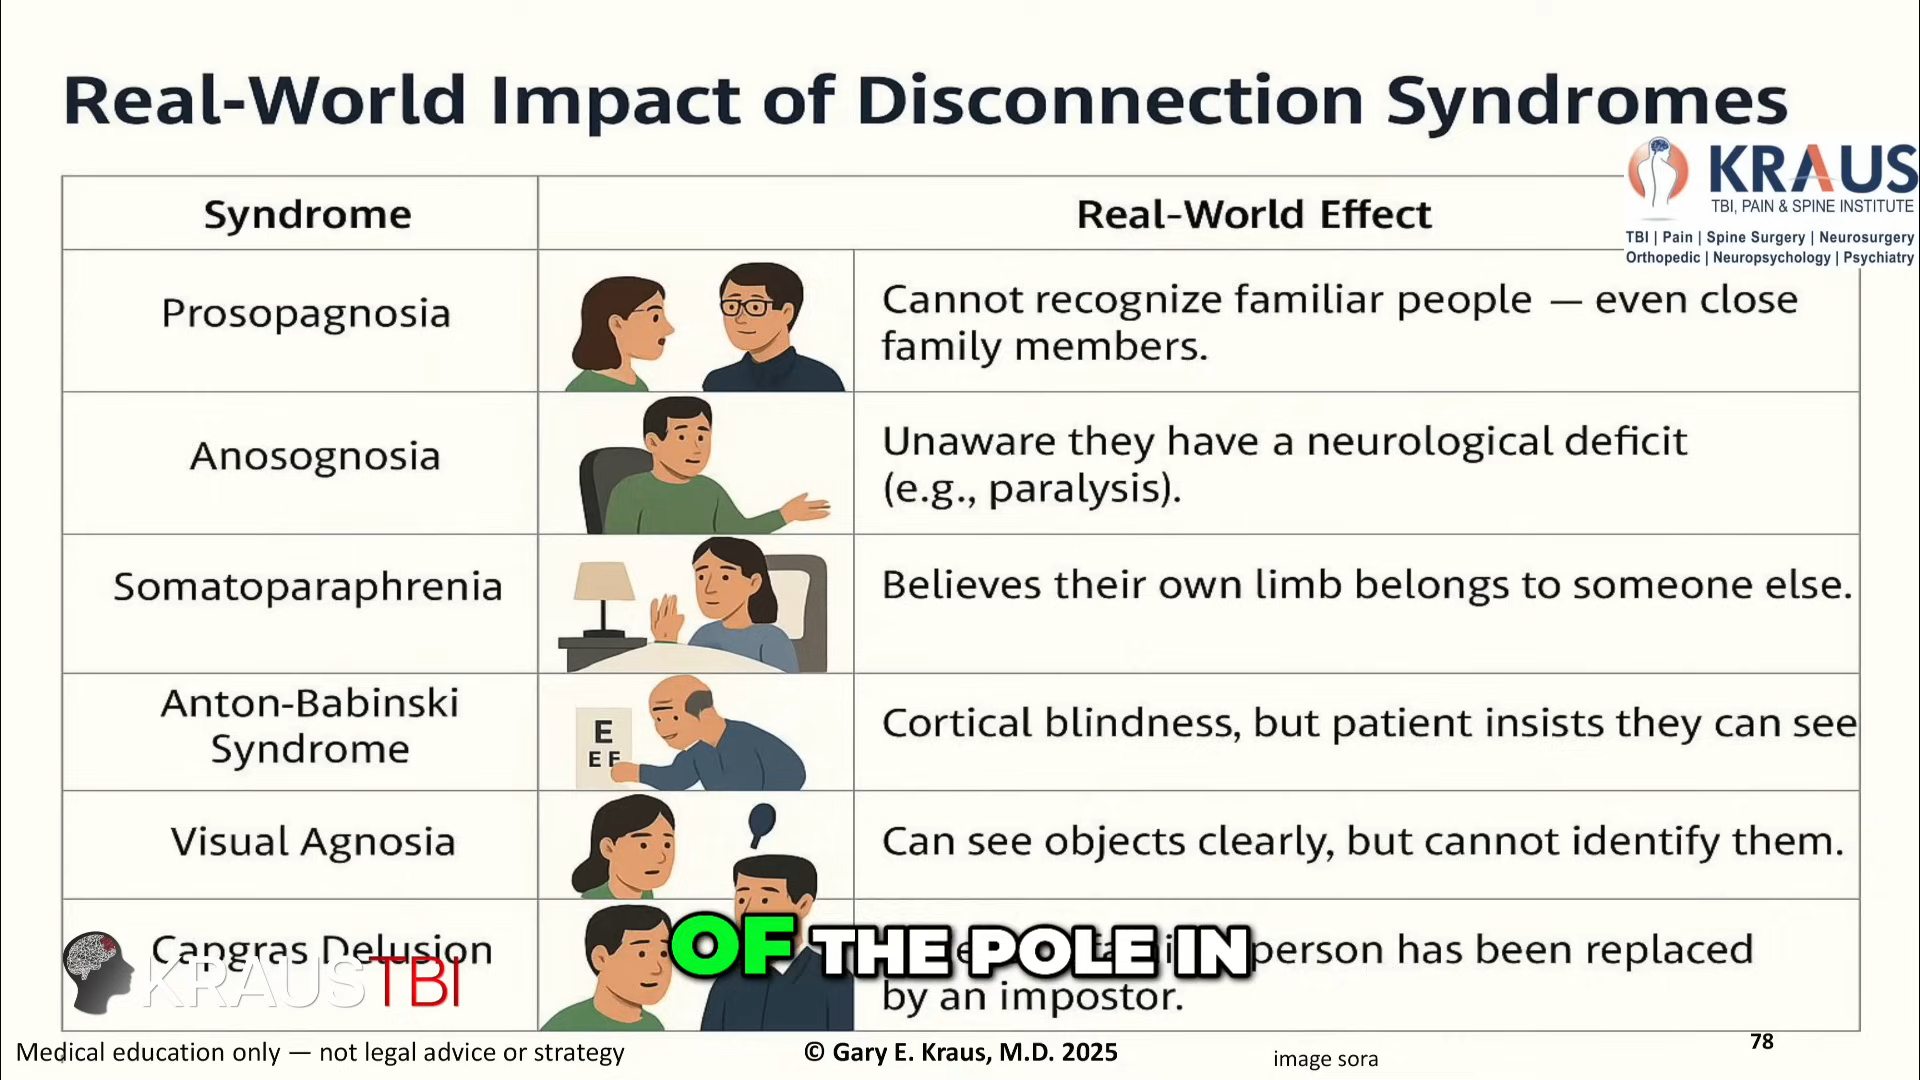 Real-World Impact of Disconnection Syndromes
KRAUS
TBI, PAIN & SPINE INSTITUTE
TBI | Pain | Spine Surgery | Neurosurgery
Orthopedic | Neuropsychology | Psychiatry
Syndrome
Real-World Effect
Prosopagnosia
Cannot recognize familiar people — even close
family members.
Anosognosia
Unaware they have a neurological deficit
(e.g., paralysis).
Somatoparaphrenia
Believes their own limb belongs to someone else.
Anton-Babinski
Syndrome
E
E F
Cortical blindness, but patient insists they can see
Visual Agnosia
Can see objects clearly, but cannot identify them.
Capgras Delusion
person has been replaced
by an impostor.
OF THE POLE IN
KRAUSTBI
Medical education only — not legal advice or strategy
© Gary E. Kraus, M.D. 2025
image sora
78